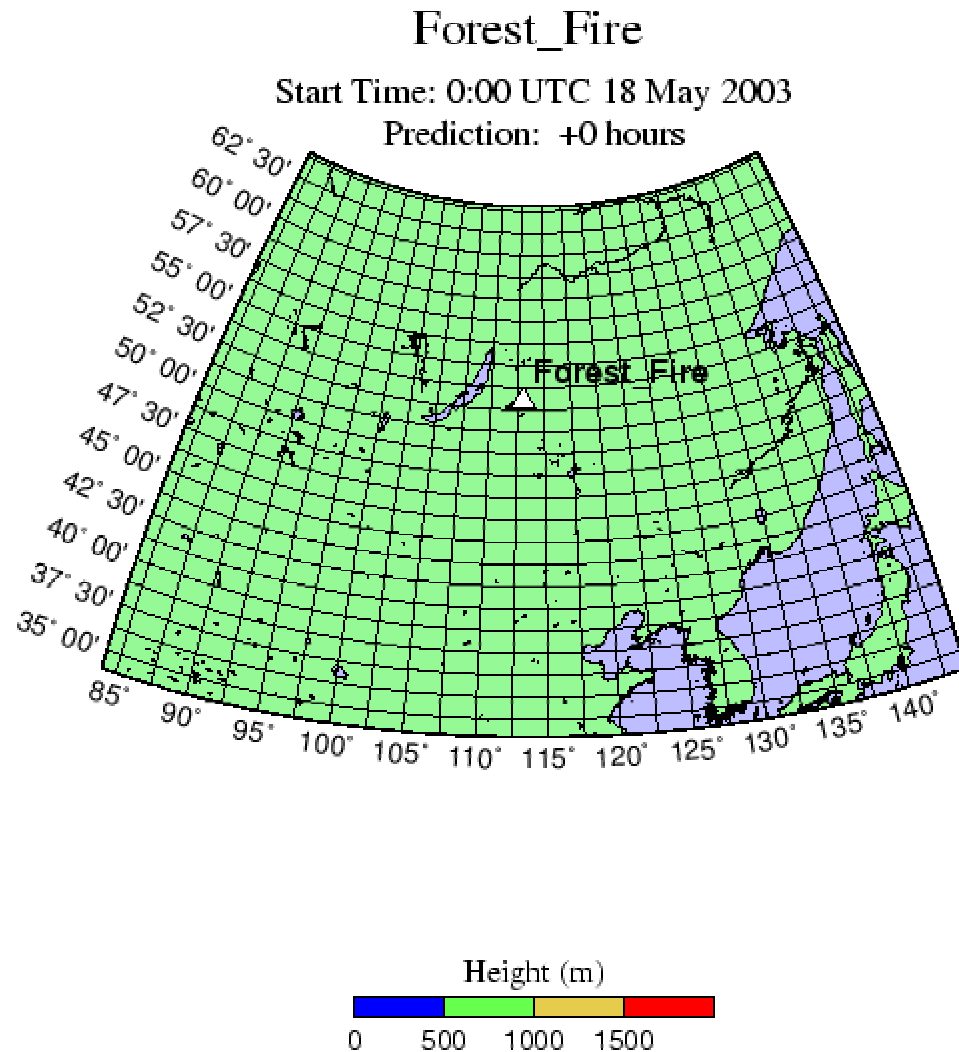 Forest_Fire
Start Time: 0:00 UTC 18 May 2003
Prediction: +0 hours
62° 30'
60° 00'
57° 30'
55° 00'
52° 30'
50° 00'
47° 30'
45° 00'
42° 30'
40° 00'
37° 30'
35° 00'
Forest_Fire
85° 90° 95° 100° 105° 110° 115° 120° 125° 130° 135° 140°
Height (m)
0 500 1000 1500